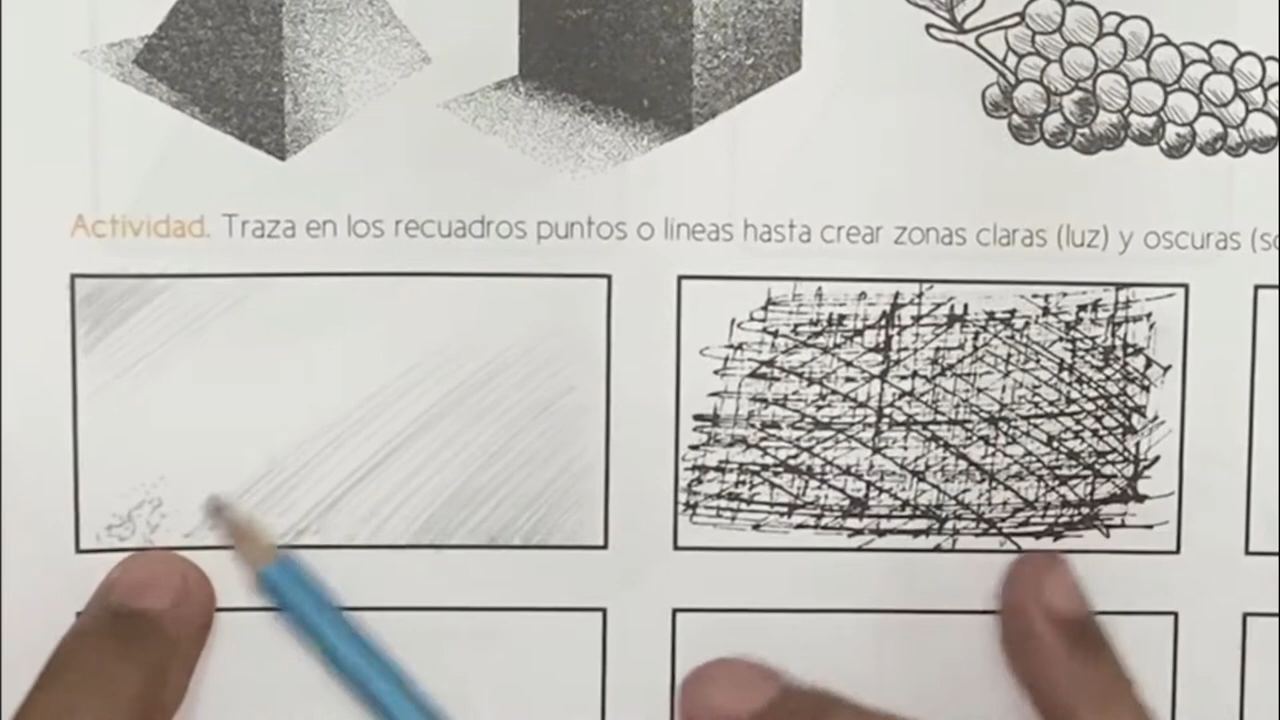 Actividad. Traza en los recuadros puntos o líneas hasta crear zonas claras (luz) y oscuras